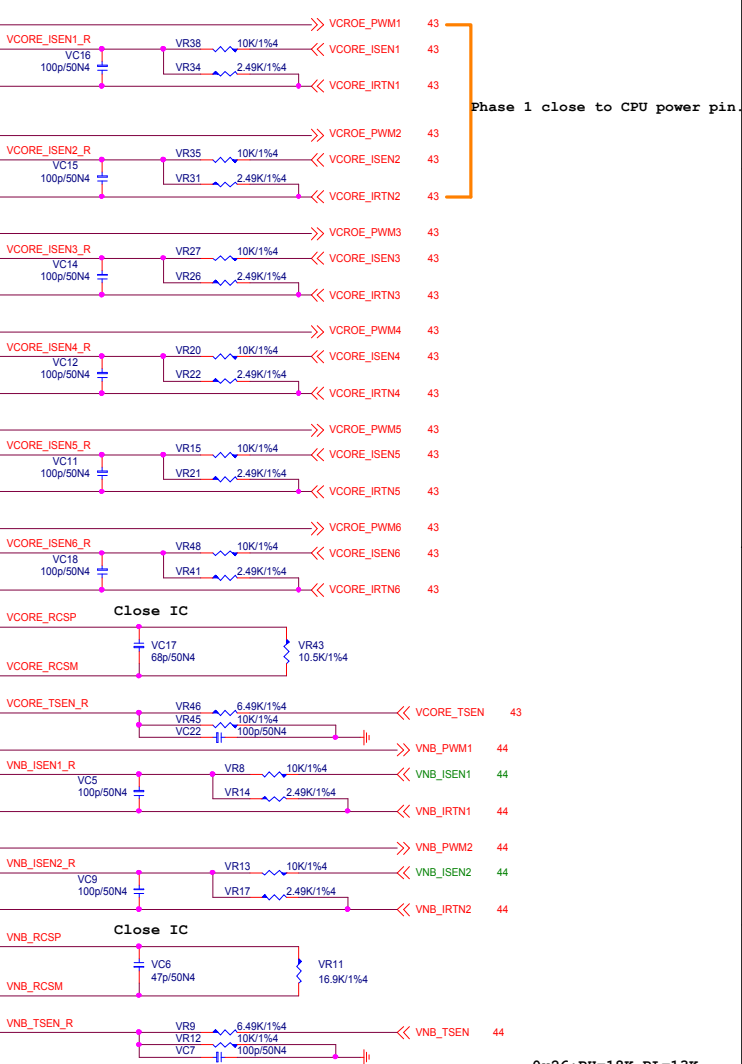 VCROE_PWM1 43
VCORE_ISEN1_R VR38 10K/1%4 VCORE_ISEN1 43
VC16
100p/50N4 VR34 2.49K/1%4
VCORE_IRTN1 43
Phase 1 close to CPU power pin.
VCROE_PWM2 43
VCORE_ISEN2_R VR35 10K/1%4 VCORE_ISEN2 43
VC15
100p/50N4 VR31 2.49K/1%4
VCORE_IRTN2 43
VCROE_PWM3 43
VCORE_ISEN3_R VR27 10K/1%4 VCORE_ISEN3 43
VC14
100p/50N4 VR26 2.49K/1%4
VCORE_IRTN3 43
VCROE_PWM4 43
VCORE_ISEN4_R VR20 10K/1%4 VCORE_ISEN4 43
VC12
100p/50N4 VR22 2.49K/1%4
VCORE_IRTN4 43
VCROE_PWM5 43
VCORE_ISEN5_R VR15 10K/1%4 VCORE_ISEN5 43
VC11
100p/50N4 VR21 2.49K/1%4
VCORE_IRTN5 43
VCROE_PWM6 43
VCORE_ISEN6_R VR48 10K/1%4 VCORE_ISEN6 43
VC18
100p/50N4 VR41 2.49K/1%4
VCORE_IRTN6 43
Close IC
VCORE_RCSP
VC17 VR43
68p/50N4 10.5K/1%4
VCORE_RCSM
VCORE_TSEN_R VR46 6.49K/1%4 VCORE_TSEN 43
VR45 10K/1%4
VC22 100p/50N4
VNB_PWM1 44
VNB_ISEN1_R VR8 10K/1%4 VNB_ISEN1 44
VC5
100p/50N4 VR14 2.49K/1%4
VNB_IRTN1 44
VNB_PWM2 44
VNB_ISEN2_R VR13 10K/1%4 VNB_ISEN2 44
VC9
100p/50N4 VR17 2.49K/1%4
VNB_IRTN2 44
Close IC
VNB_RCSP
VC6 VR11
47p/50N4 16.9K/1%4
VNB_RCSM
VNB_TSEN_R VR9 6.49K/1%4 VNB_TSEN 44
VR12 10K/1%4
VC7 100p/50N4